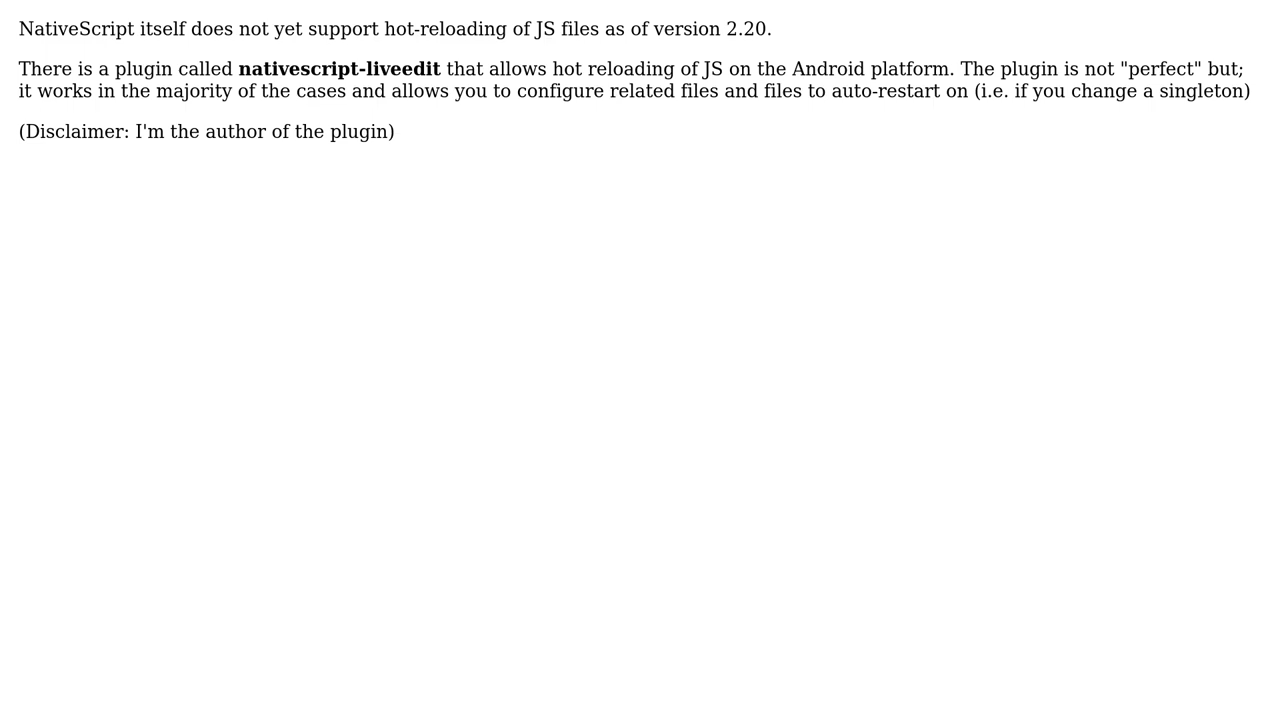 NativeScript itself does not yet support hot-reloading of JS files as of version 2.20.
There is a plugin called nativescript-liveedit that allows hot reloading of JS on the Android platform. The plugin is not "perfect" but;
it works in the majority of the cases and allows you to configure related files and files to auto-restart on (i.e. if you change a singleton)
(Disclaimer: I'm the author of the plugin)